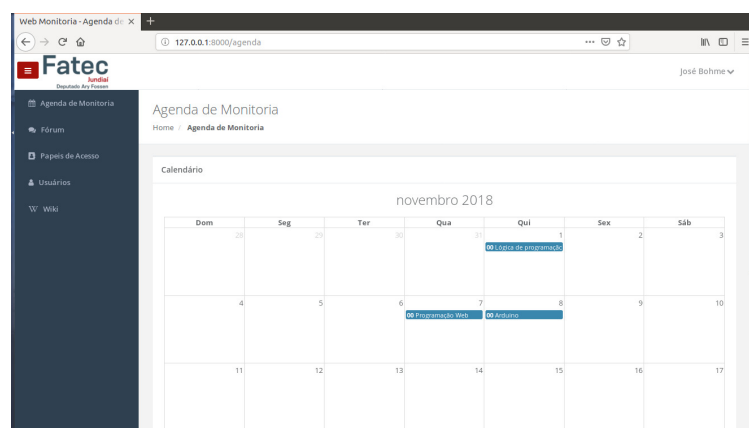 Web Monitoria - Agenda de
127.0.0.1:8000/agenda
Fatec
Jundiaí
Deputado Ary Fossen
José Bohme
Agenda de Monitoria
Fórum
Papeis de Acesso
Usuários
Wiki
Agenda de Monitoria
Home / Agenda de Monitoria
Calendário
novembro 2018
Dom Seg Ter Qua Qui Sex Sáb
28 29 30 31 1 2 3
00 Lógica de programaçãc
4 5 6 7 8 9 10
00 Programação Web 00 Arduino
11 12 13 14 15 16 17